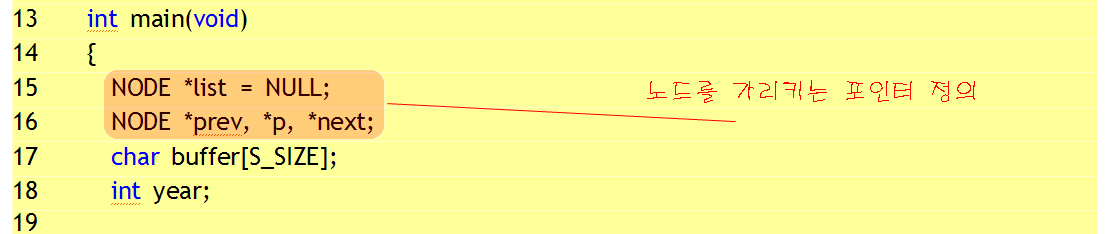 13 int main(void)
14 {
15 NODE *list = NULL; 노드를 가리키는 포인터 정의
16 NODE *prev, *p, *next;
17 char buffer[S_SIZE];
18 int year;
19